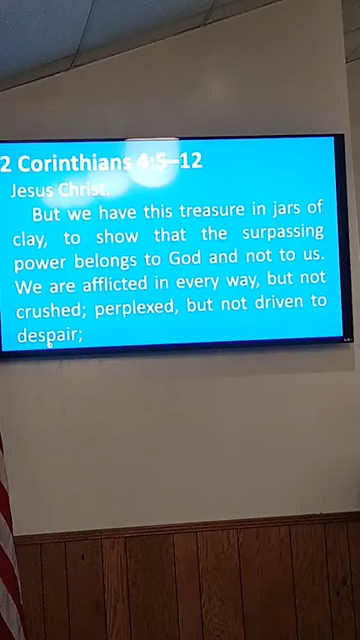 2 Corinthians 4:5–12
Jesus Christ.
But we have this treasure in jars of
clay, to show that the surpassing
power belongs to God and not to us.
We are afflicted in every way, but not
crushed; perplexed, but not driven to
despair;